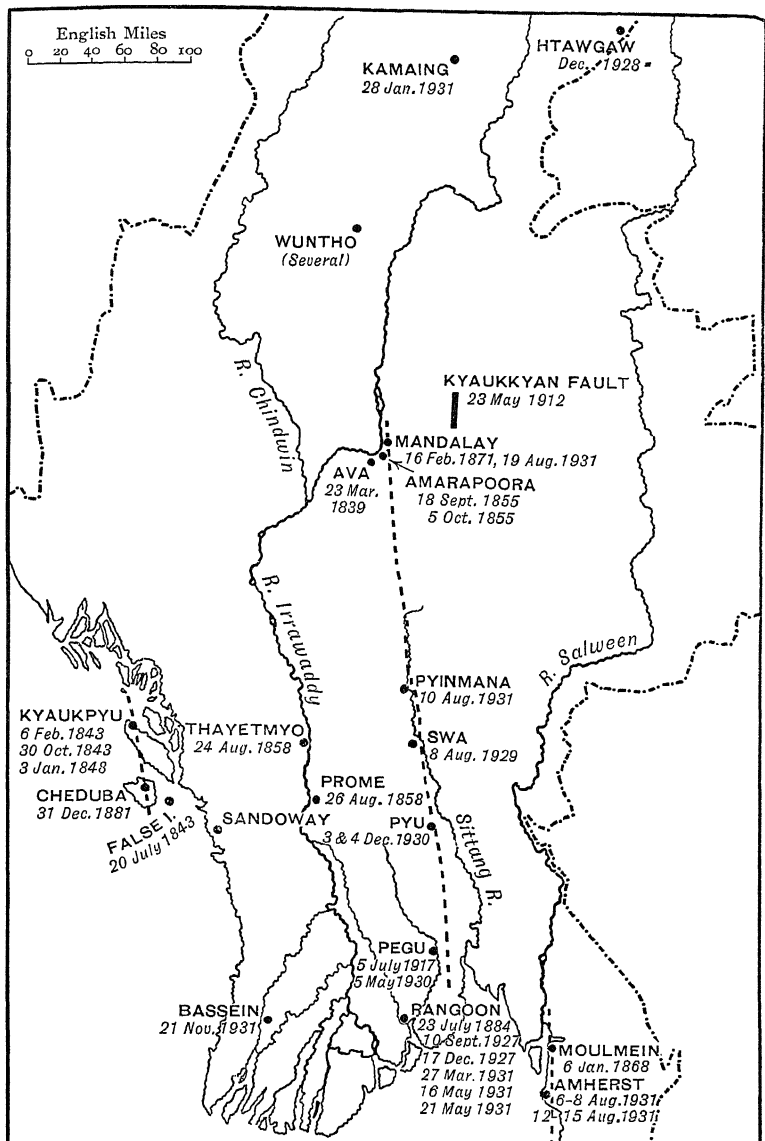 English Miles
0 20 40 60 80 100
HTAWGAW
Dec. 1928
KAMAING
28 Jan. 1931
WUNTHO
(Several)
R. Chindwin
KYAUKKYAN FAULT
23 May 1912
MANDALAY
16 Feb. 1871, 19 Aug. 1931
AVA
23 Mar.
1839
AMARAPOORA
18 Sept. 1855
5 Oct. 1855
R. Irrawaddy
R. Salween
PYINMANA
10 Aug. 1931
KYAUKPYU
6 Feb. 1843
30 Oct. 1843
3 Jan. 1848
THAYETMYO
24 Aug. 1858
SWA
8 Aug. 1929
CHEDUBA
31 Dec. 1881
FALSE I.
20 July 1843
SANDOWAY
PROME
26 Aug. 1858
PYU
3 & 4 Dec. 1930
Sittang R.
PEGU
5 July 1917
5 May 1930
BASSEIN
21 Nov. 1931
RANGOON
23 July 1884
10 Sept. 1927
17 Dec. 1927
27 Mar. 1931
16 May 1931
21 May 1931
MOULMEIN
6 Jan. 1868
AMHERST
6-8 Aug. 1931
12-15 Aug. 1931